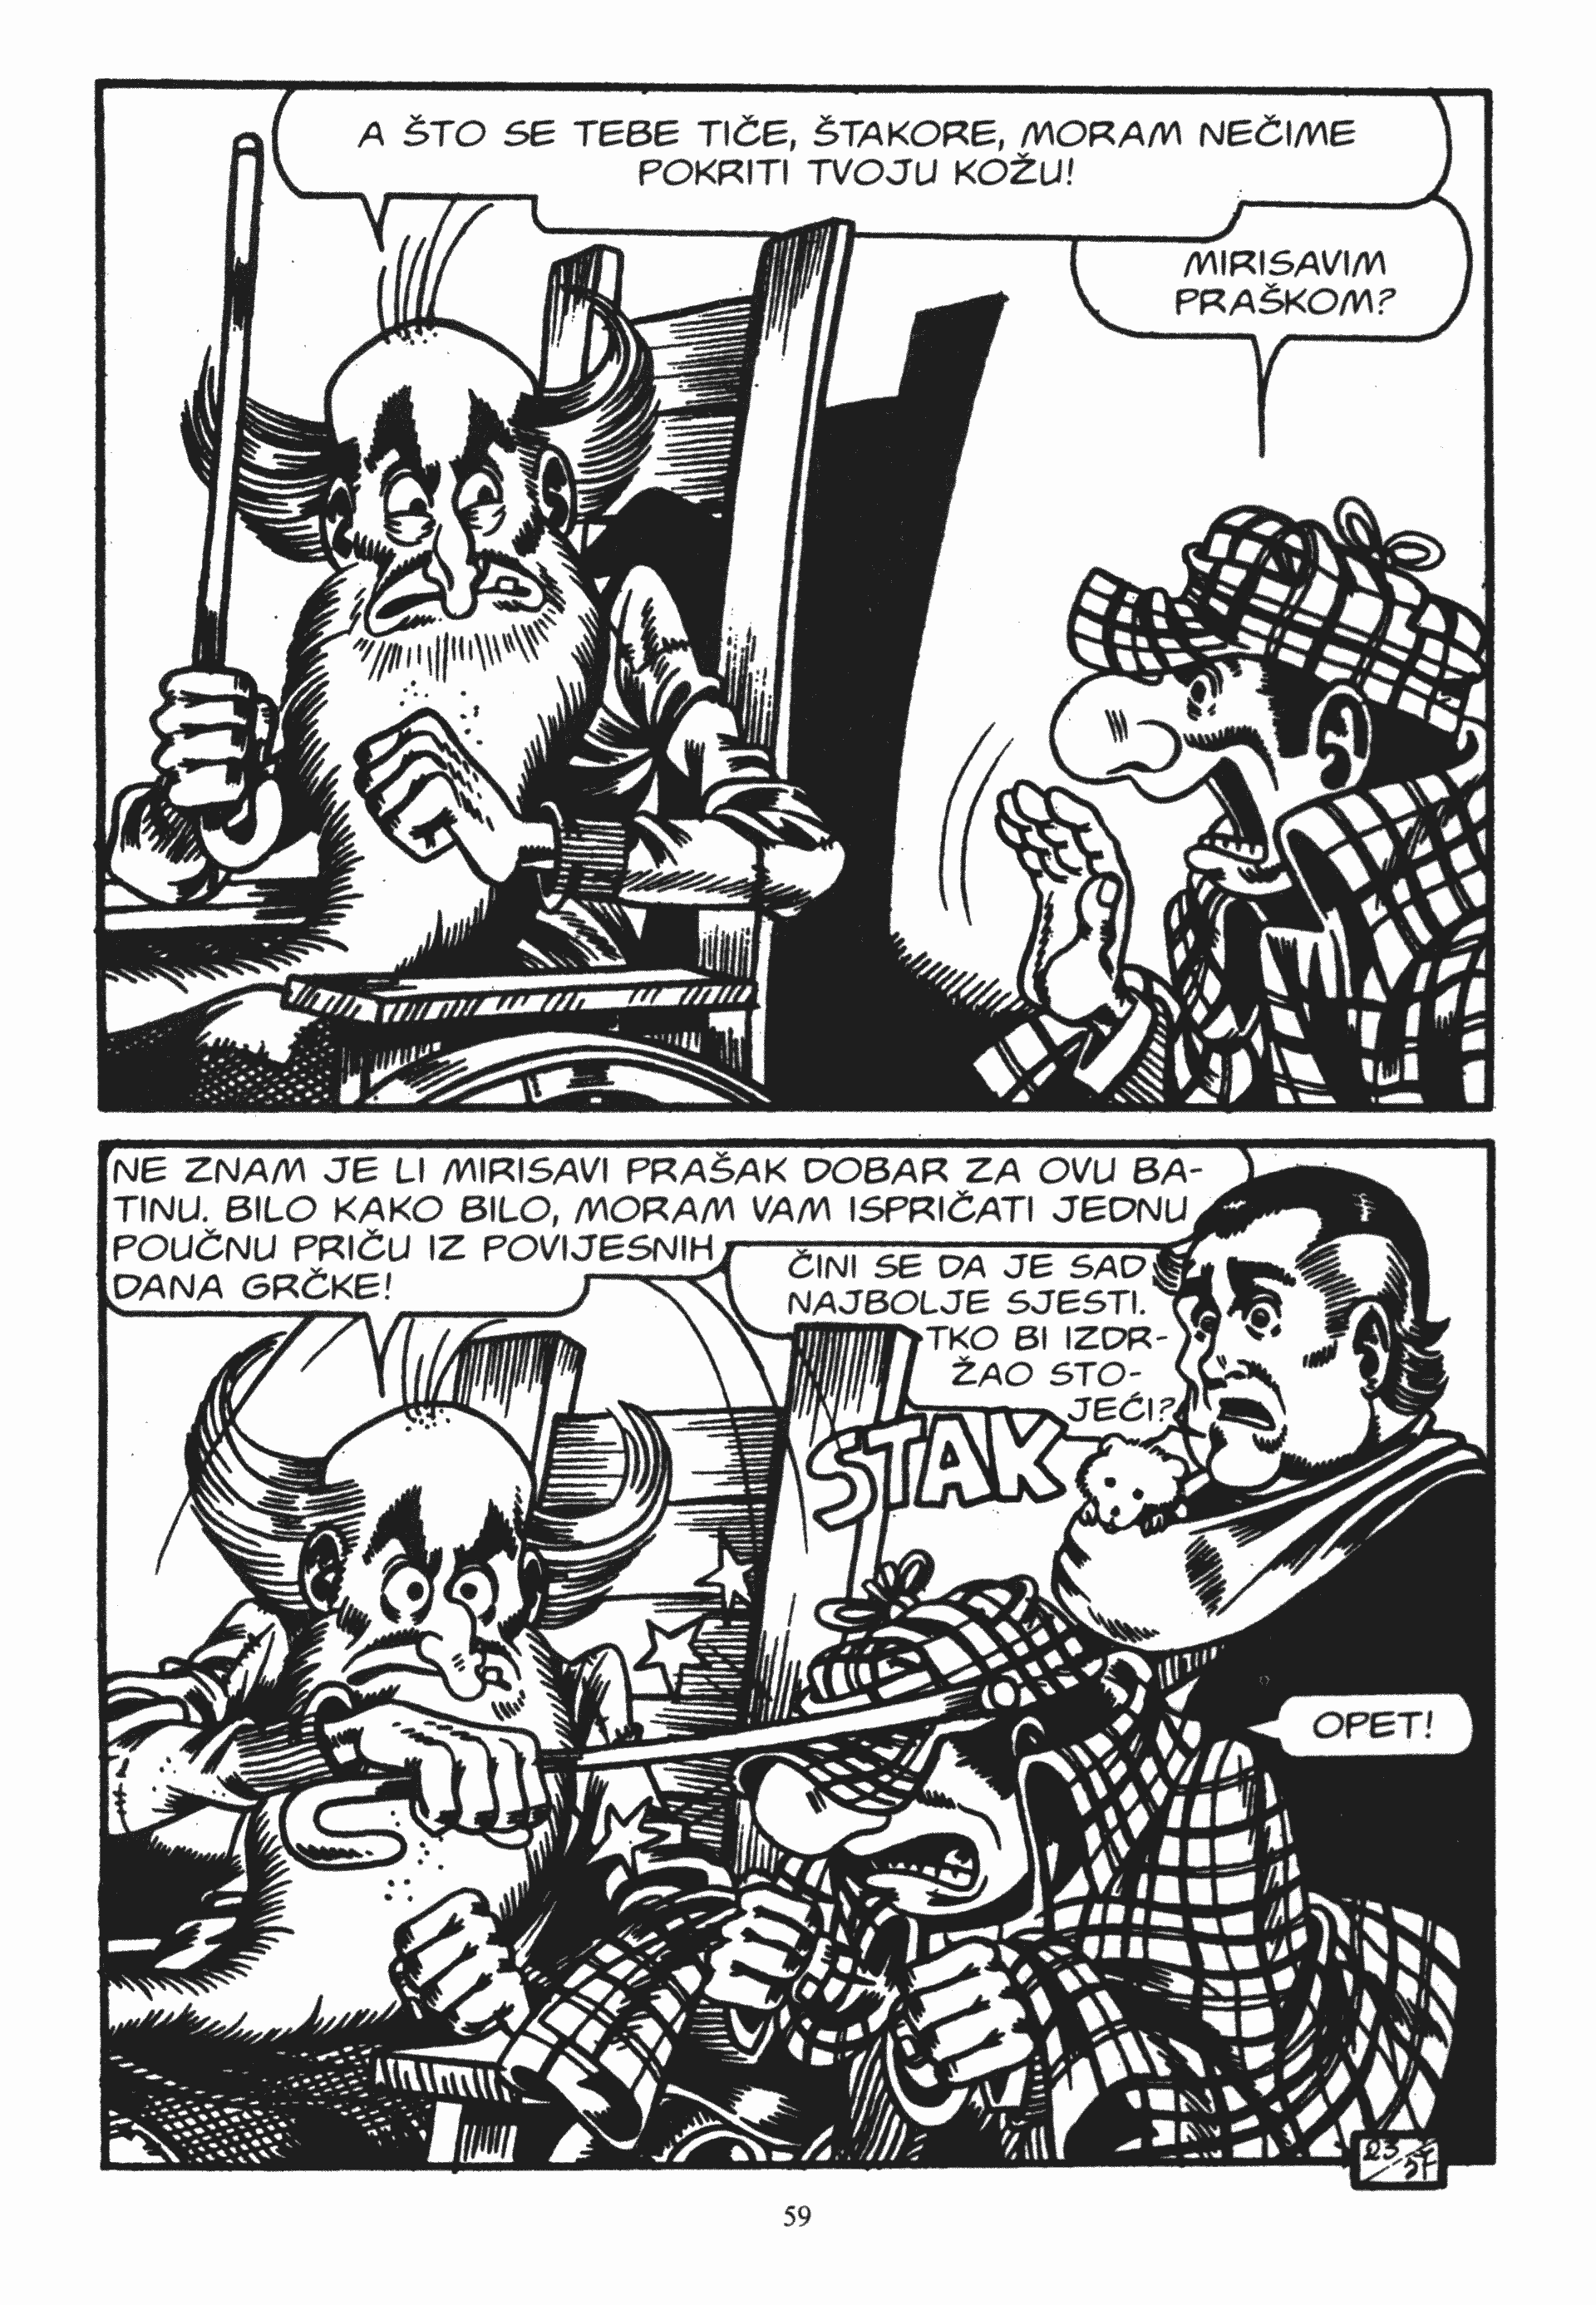 A ŠTO SE TEBE TIČE, ŠTAKORE, MORAM NEČIME
POKRITI TVOJU KOŽU!
MIRISAVIM
PRAŠKOM?
NE ZNAM JE LI MIRISAVI PRAŠAK DOBAR ZA OVU BA-
TINU. BILO KAKO BILO, MORAM VAM ISPRIČATI JEDNU
POUČNU PRIČU IZ POVIJESNIH
DANA GRČKE!
ČINI SE DA JE SAD
NAJBOLJE SJESTI.
TKO BI IZDR-
ŽAO STO-
JEĆI?
STAK
OPET!
23
59